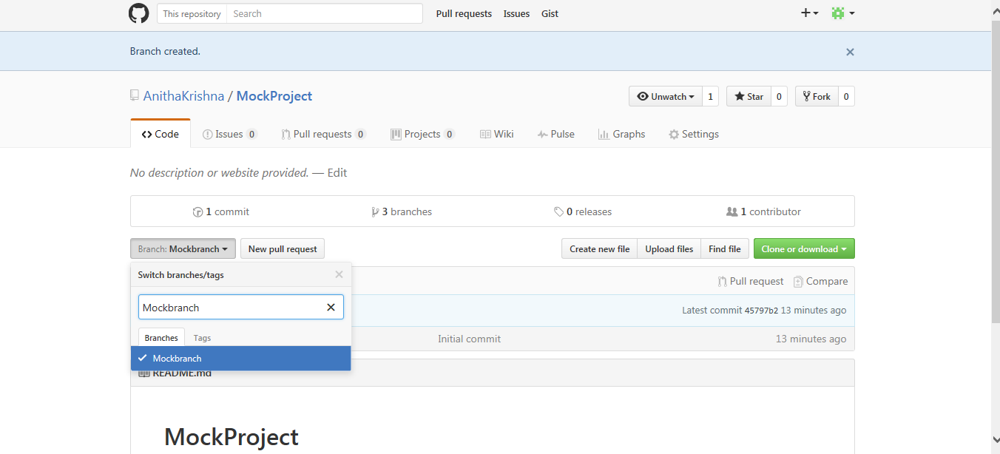 This repository Search Pull requests Issues Gist
Branch created.
AnithaKrishna / MockProject Unwatch 1 Star 0 Fork 0
Code Issues 0 Pull requests 0 Projects 0 Wiki Pulse Graphs Settings
No description or website provided. — Edit
1 commit 3 branches 0 releases 1 contributor
Branch: Mockbranch New pull request Create new file Upload files Find file Clone or download
Switch branches/tags
Pull request Compare
Mockbranch
Latest commit 45797b2 13 minutes ago
Branches Tags
Initial commit 13 minutes ago
Mockbranch
README.md
MockProject